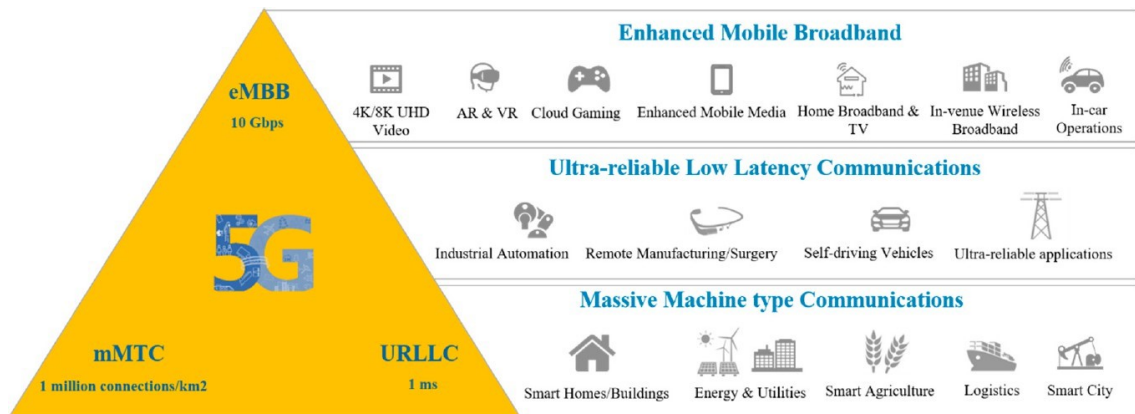 eMBB
10 Gbps
5G
mMTC
1 million connections/km2
URLLC
1 ms
Enhanced Mobile Broadband
4K/8K UHD
Video
AR & VR
Cloud Gaming
Enhanced Mobile Media
Home Broadband &
TV
In-venue Wireless
Broadband
In-car
Operations
Ultra-reliable Low Latency Communications
Industrial Automation
Remote Manufacturing/Surgery
Self-driving Vehicles
Ultra-reliable applications
Massive Machine type Communications
Smart Homes/Buildings
Energy & Utilities
Smart Agriculture
Logistics
Smart City